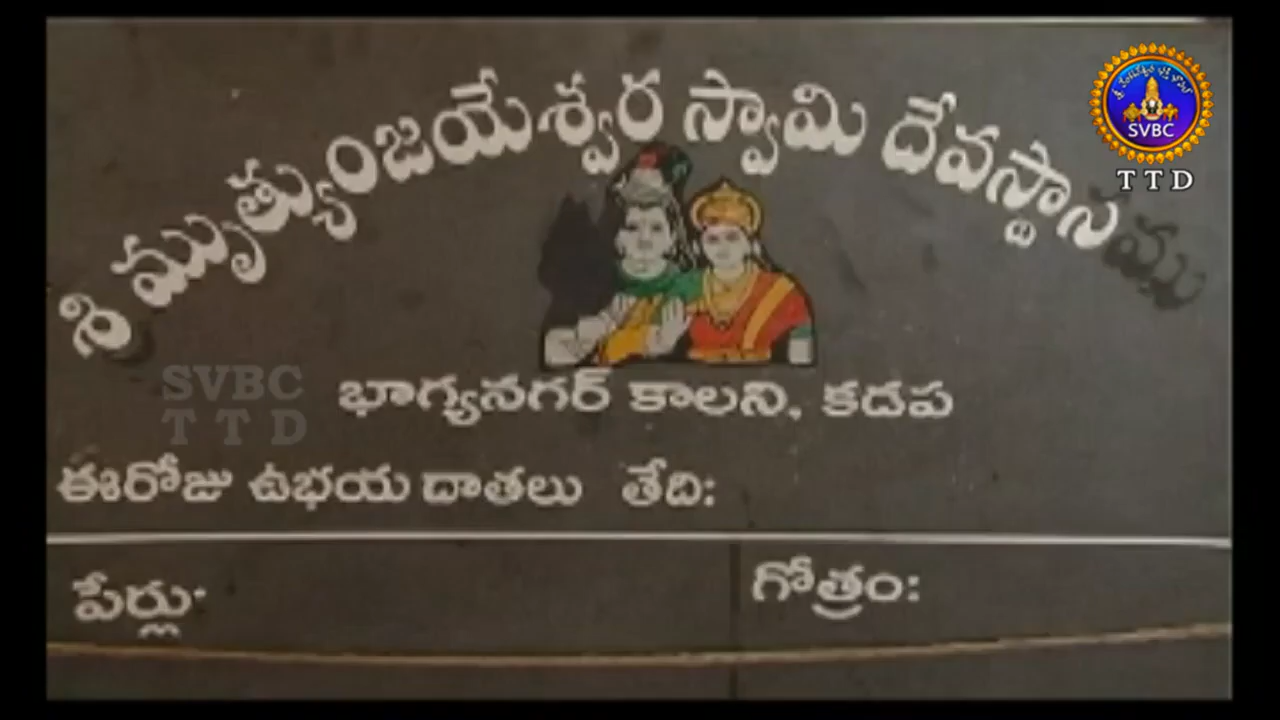 శ్రీ మృత్యుంజయేశ్వర స్వామి దేవస్థానము
భాగ్యనగర్ కాలని, కడప
ఈరోజు ఉభయ దాతలు తేది:
పేర్లు:
గోత్రం:
SVBC
TTD
SVBC
TTD